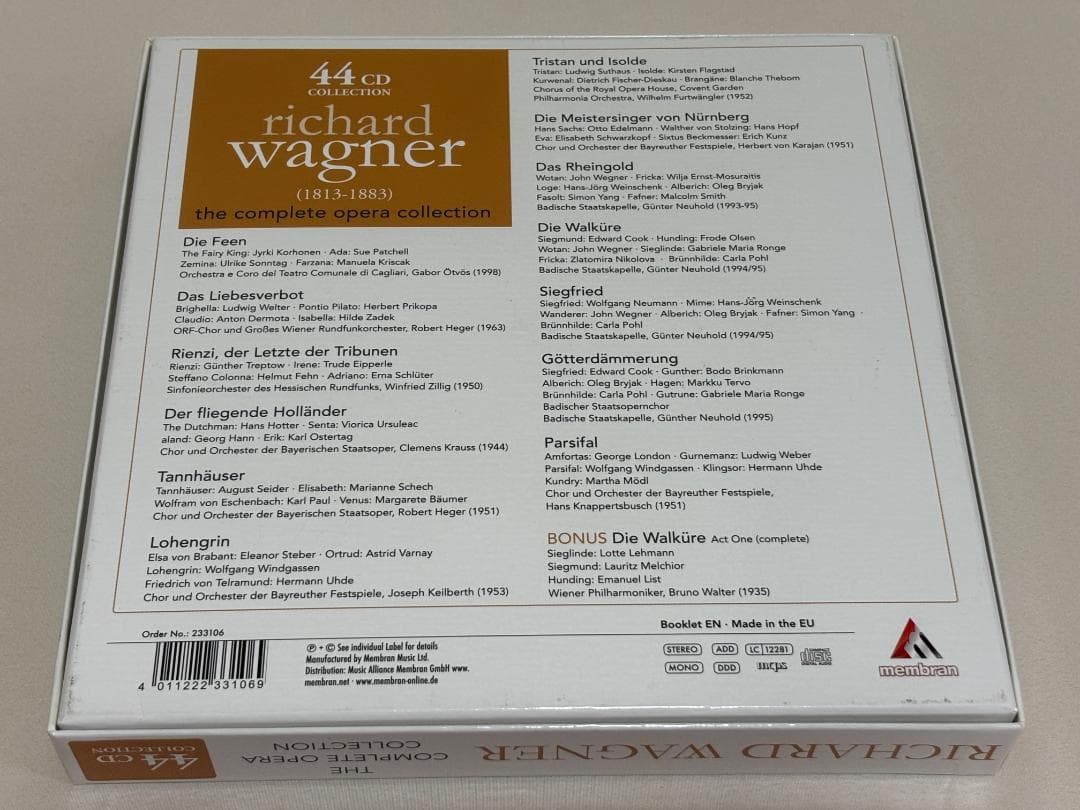 44 CD
COLLECTION
richard
wagner
(1813-1883)
the complete opera collection
Die Feen
The Fairy King: Jyrki Korhonen · Ada: Sue Patchell
Zemina: Ulrike Sonntag · Farzana: Manuela Kriscak
Orchestra e Coro del Teatro Comunale di Cagliari, Gabor Ötvös (1998)
Das Liebesverbot
Brighella: Ludwig Welter · Pontio Pilato: Herbert Prikopa
Claudio: Anton Dermota · Isabella: Hilde Zadek
ORF-Chor und Großes Wiener Rundfunkorchester, Robert Heger (1963)
Rienzi, der Letzte der Tribunen
Rienzi: Günther Treptow · Irene: Trude Eipperle
Steffano Colonna: Helmut Fehn · Adriano: Erna Schlüter
Sinfonieorchester des Hessischen Rundfunks, Winfried Zillig (1950)
Der fliegende Holländer
The Dutchman: Hans Hotter · Senta: Viorica Ursuleac
aland: Georg Hann · Erik: Karl Ostertag
Chor und Orchester der Bayerischen Staatsoper, Clemens Krauss (1944)
Tannhäuser
Tannhäuser: August Seider · Elisabeth: Marianne Schech
Wolfram von Eschenbach: Karl Paul · Venus: Margarete Bäumer
Chor und Orchester der Bayerischen Staatsoper, Robert Heger (1951)
Lohengrin
Elsa von Brabant: Eleanor Steber · Ortrud: Astrid Varnay
Lohengrin: Wolfgang Windgassen
Friedrich von Telramund: Hermann Uhde
Chor und Orchester der Bayreuther Festspiele, Joseph Keilberth (1953)
Tristan und Isolde
Tristan: Ludwig Suthaus · Isolde: Kirsten Flagstad
Kurwenal: Dietrich Fischer-Dieskau · Brangäne: Blanche Thebom
Chorus of the Royal Opera House, Covent Garden
Philharmonia Orchestra, Wilhelm Furtwängler (1952)
Die Meistersinger von Nürnberg
Hans Sachs: Otto Edelmann · Walther von Stolzing: Hans Hopf
Eva: Elisabeth Schwarzkopf · Sixtus Beckmesser: Erich Kunz
Chor und Orchester der Bayreuther Festspiele, Herbert von Karajan (1951)
Das Rheingold
Wotan: John Wegner · Fricka: Wilja Ernst-Mosuraitis
Loge: Hans-Jörg Weinschenk · Alberich: Oleg Bryjak
Fasolt: Simon Yang · Fafner: Malcolm Smith
Badische Staatskapelle, Günter Neuhold (1993-95)
Die Walküre
Siegmund: Edward Cook · Hunding: Frode Olsen
Wotan: John Wegner · Sieglinde: Gabriele Maria Ronge
Fricka: Zlatomira Nikolova · Brünnhilde: Carla Pohl
Badische Staatskapelle, Günter Neuhold (1994/95)
Siegfried
Siegfried: Wolfgang Neumann · Mime: Hans-Jörg Weinschenk
Wanderer: John Wegner · Alberich: Oleg Bryjak · Fafner: Simon Yang ·
Brünnhilde: Carla Pohl
Badische Staatskapelle, Günter Neuhold (1994/95)
Götterdämmerung
Siegfried: Edward Cook · Gunther: Bodo Brinkmann
Alberich: Oleg Bryjak · Hagen: Markku Tervo
Brünnhilde: Carla Pohl · Gutrune: Gabriele Maria Ronge
Badischer Staatsopernchor
Badische Staatskapelle, Günther Neuhold (1995)
Parsifal
Amfortas: George London · Gurnemanz: Ludwig Weber
Parsifal: Wolfgang Windgassen · Klingsor: Hermann Uhde
Kundry: Martha Mödl
Chor und Orchester der Bayreuther Festspiele,
Hans Knappertsbusch (1951)
BONUS Die Walküre Act One (complete)
Sieglinde: Lotte Lehmann
Siegmund: Lauritz Melchior
Hunding: Emanuel List
Wiener Philharmoniker, Bruno Walter (1935)
Order No.: 233106
4 011222 331069
℗ + © See individual Label for details
Manufactured by Membran Music Ltd.
Distribution: Music Alliance Membran GmbH www.
membran.net · www.membran-online.de
Booklet EN · Made in the EU
STEREO ADD LC 12281
MONO DDD mcps
COMPACT disc DIGITAL AUDIO
membran
RICHARD WAGNER
THE
COMPLETE OPERA
COLLECTION
44 CD
COLLECTION